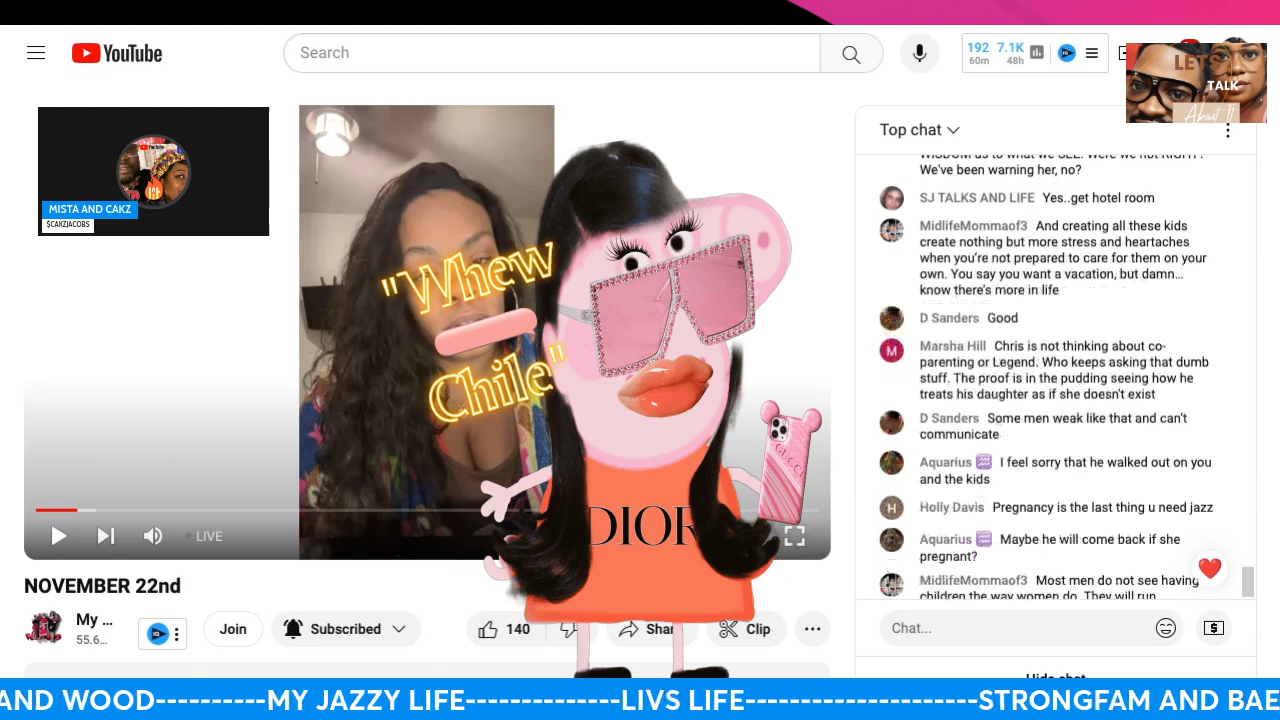 YouTube
Search
192 7.1K
60m 48h
LETS
TALK
About It
MISTA AND CAKZ
$CAKZJACOBS
"Whew
Chile"
GUCCI
DIOR
LIVE
NOVEMBER 22nd
My ...
55.6...
Join
Subscribed
140
Shar
Clip
Top chat
WISDOM as to what we SEE. Were we not RIGHT?
We've been warning her, no?
SJ TALKS AND LIFE Yes..get hotel room
MidlifeMommaof3 And creating all these kids
create nothing but more stress and heartaches
when you're not prepared to care for them on your
own. You say you want a vacation, but damn...
know there's more in life
D Sanders Good
M
Marsha Hill Chris is not thinking about co-
parenting or Legend. Who keeps asking that dumb
stuff. The proof is in the pudding seeing how he
treats his daughter as if she doesn't exist
D Sanders Some men weak like that and can't
communicate
Aquarius ♒ I feel sorry that he walked out on you
and the kids
H
Holly Davis Pregnancy is the last thing u need jazz
Aquarius ♒ Maybe he will come back if she
pregnant?
MidlifeMommaof3 Most men do not see having
children the way women do. They will run
Chat...
Hide chat
AND WOOD----------MY JAZZY LIFE--------------LIVS LIFE---------------------STRONGFAM AND BAE